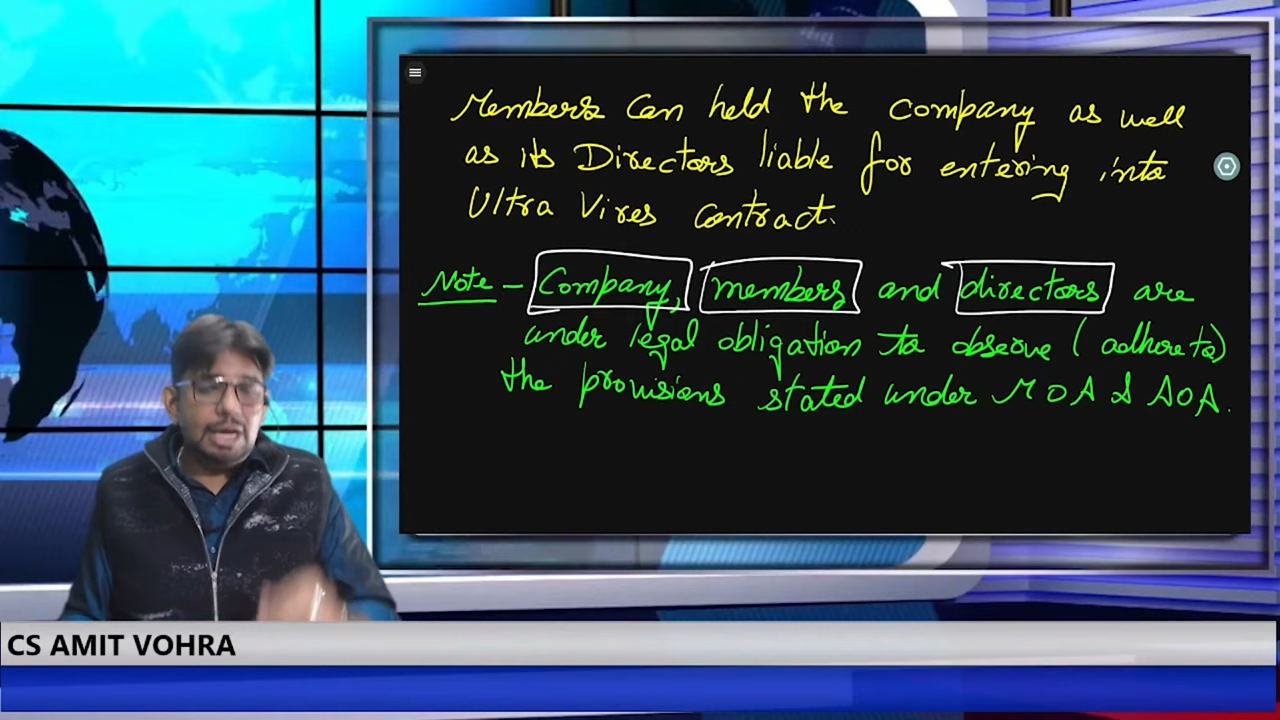 Members Can held the Company as well
as its Directors liable for entering into
Ultra Vires Contract.
Note - Company, members and directors are
under legal obligation to observe (adhere to)
the provisions stated under MOA & AOA.
CS AMIT VOHRA